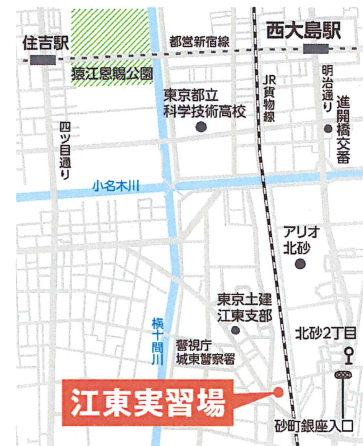 住吉駅
都営新宿線
西大島駅
猿江恩賜公園
東京都立
科学技術高校
JR貨物線
明治通り
進開橋交番
四ツ目通り
小名木川
アリオ
北砂
東京土建
江東支部
横十間川
警視庁
城東警察署
北砂2丁目
江東実習場
砂町銀座入口